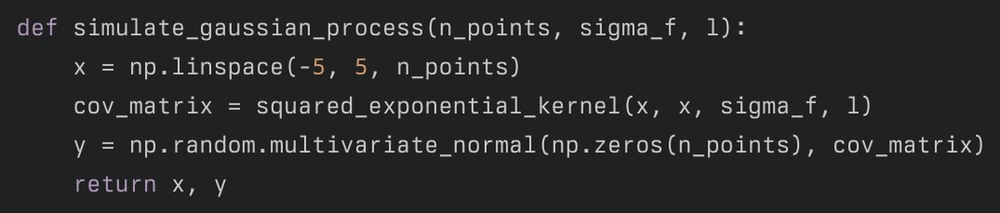 def simulate_gaussian_process(n_points, sigma_f, l):
    x = np.linspace(-5, 5, n_points)
    cov_matrix = squared_exponential_kernel(x, x, sigma_f, l)
    y = np.random.multivariate_normal(np.zeros(n_points), cov_matrix)
    return x, y